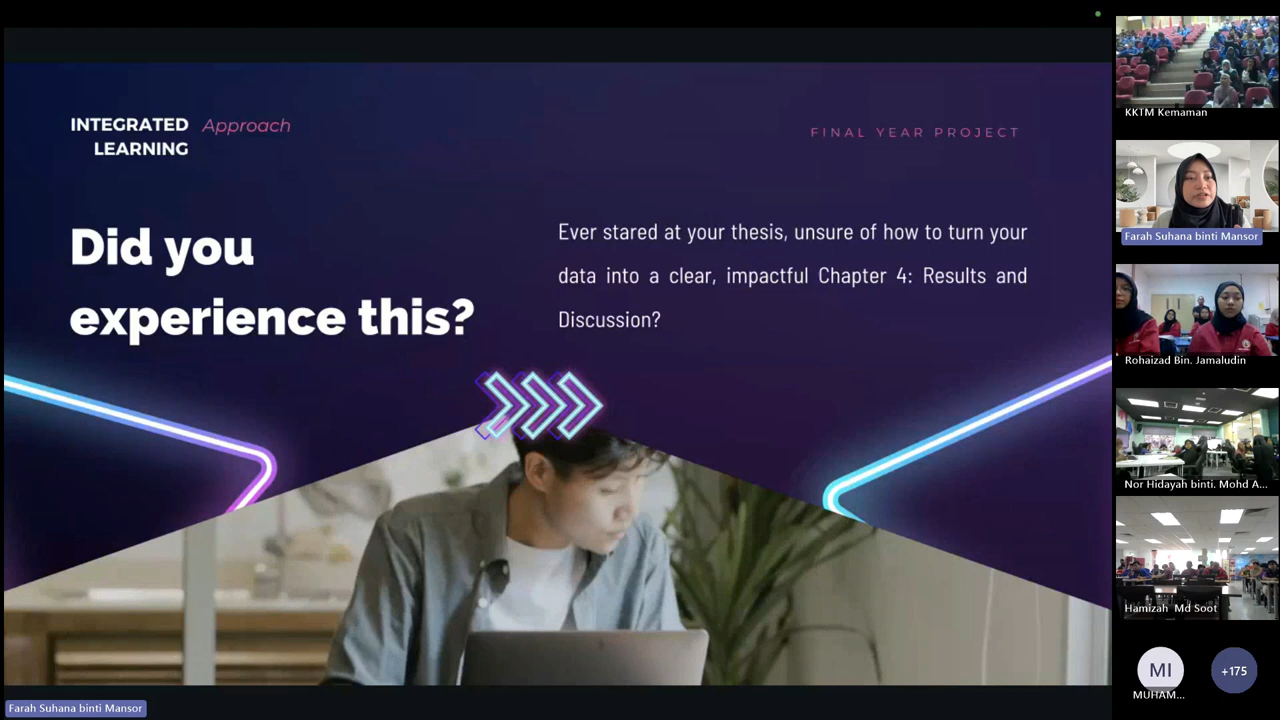 INTEGRATED Approach
LEARNING
FINAL YEAR PROJECT
Did you
experience this?
Ever stared at your thesis, unsure of how to turn your
data into a clear, impactful Chapter 4: Results and
Discussion?
Farah Suhana binti Mansor
KKTM Kemaman
Farah Suhana binti Mansor
Rohaizad Bin. Jamaludin
Nor Hidayah binti. Mohd A...
Hamizah Md Soot
MI
MUHAM...
+175